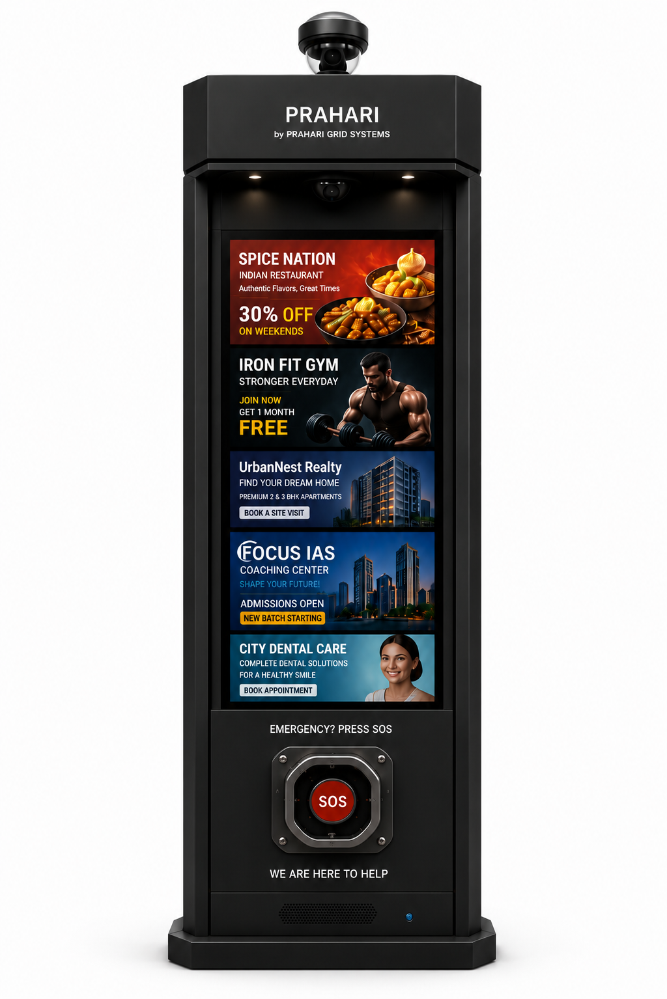 PRAHARI
by PRAHARI GRID SYSTEMS
SPICE NATION
INDIAN RESTAURANT
Authentic Flavors, Great Times
30% OFF
ON WEEKENDS
IRON FIT GYM
STRONGER EVERYDAY
JOIN NOW
GET 1 MONTH
FREE
UrbanNest Realty
FIND YOUR DREAM HOME
PREMIUM 2 & 3 BHK APARTMENTS
BOOK A SITE VISIT
FOCUS IAS
COACHING CENTER
SHAPE YOUR FUTURE!
ADMISSIONS OPEN
NEW BATCH STARTING
CITY DENTAL CARE
COMPLETE DENTAL SOLUTIONS
FOR A HEALTHY SMILE
BOOK APPOINTMENT
EMERGENCY? PRESS SOS
SOS
WE ARE HERE TO HELP